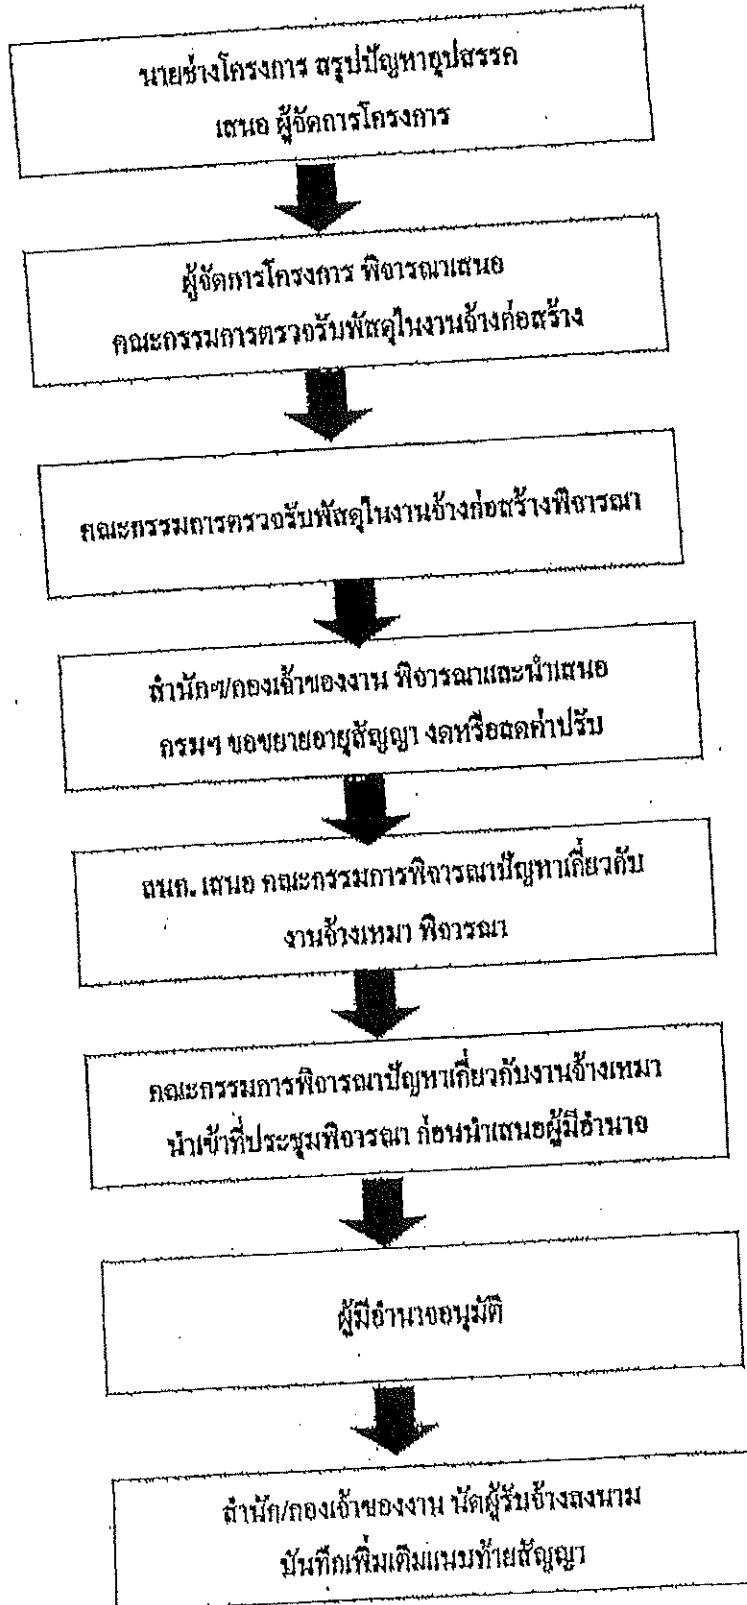 นายช่างโครงการ สรุปปัญหาอุปสรรค
เสนอ ผู้จัดการโครงการ
ผู้จัดการโครงการ พิจารณาเสนอ
คณะกรรมการตรวจรับพัสดุในงานจ้างก่อสร้าง
คณะกรรมการตรวจรับพัสดุในงานจ้างก่อสร้างพิจารณา
สำนักฯ/กองเจ้าของงาน พิจารณาและนำเสนอ
กรมฯ ขอขยายอายุสัญญา งดหรือลดค่าปรับ
สนค. เสนอ คณะกรรมการพิจารณาปัญหาเกี่ยวกับ
งานจ้างเหมา พิจารณา
คณะกรรมการพิจารณาปัญหาเกี่ยวกับงานจ้างเหมา
นำเข้าที่ประชุมพิจารณา ก่อนนำเสนอผู้มีอำนาจ
ผู้มีอำนาจอนุมัติ
สำนัก/กองเจ้าของงาน นัดผู้รับจ้างลงนาม
บันทึกเพิ่มเติมแนบท้ายสัญญา